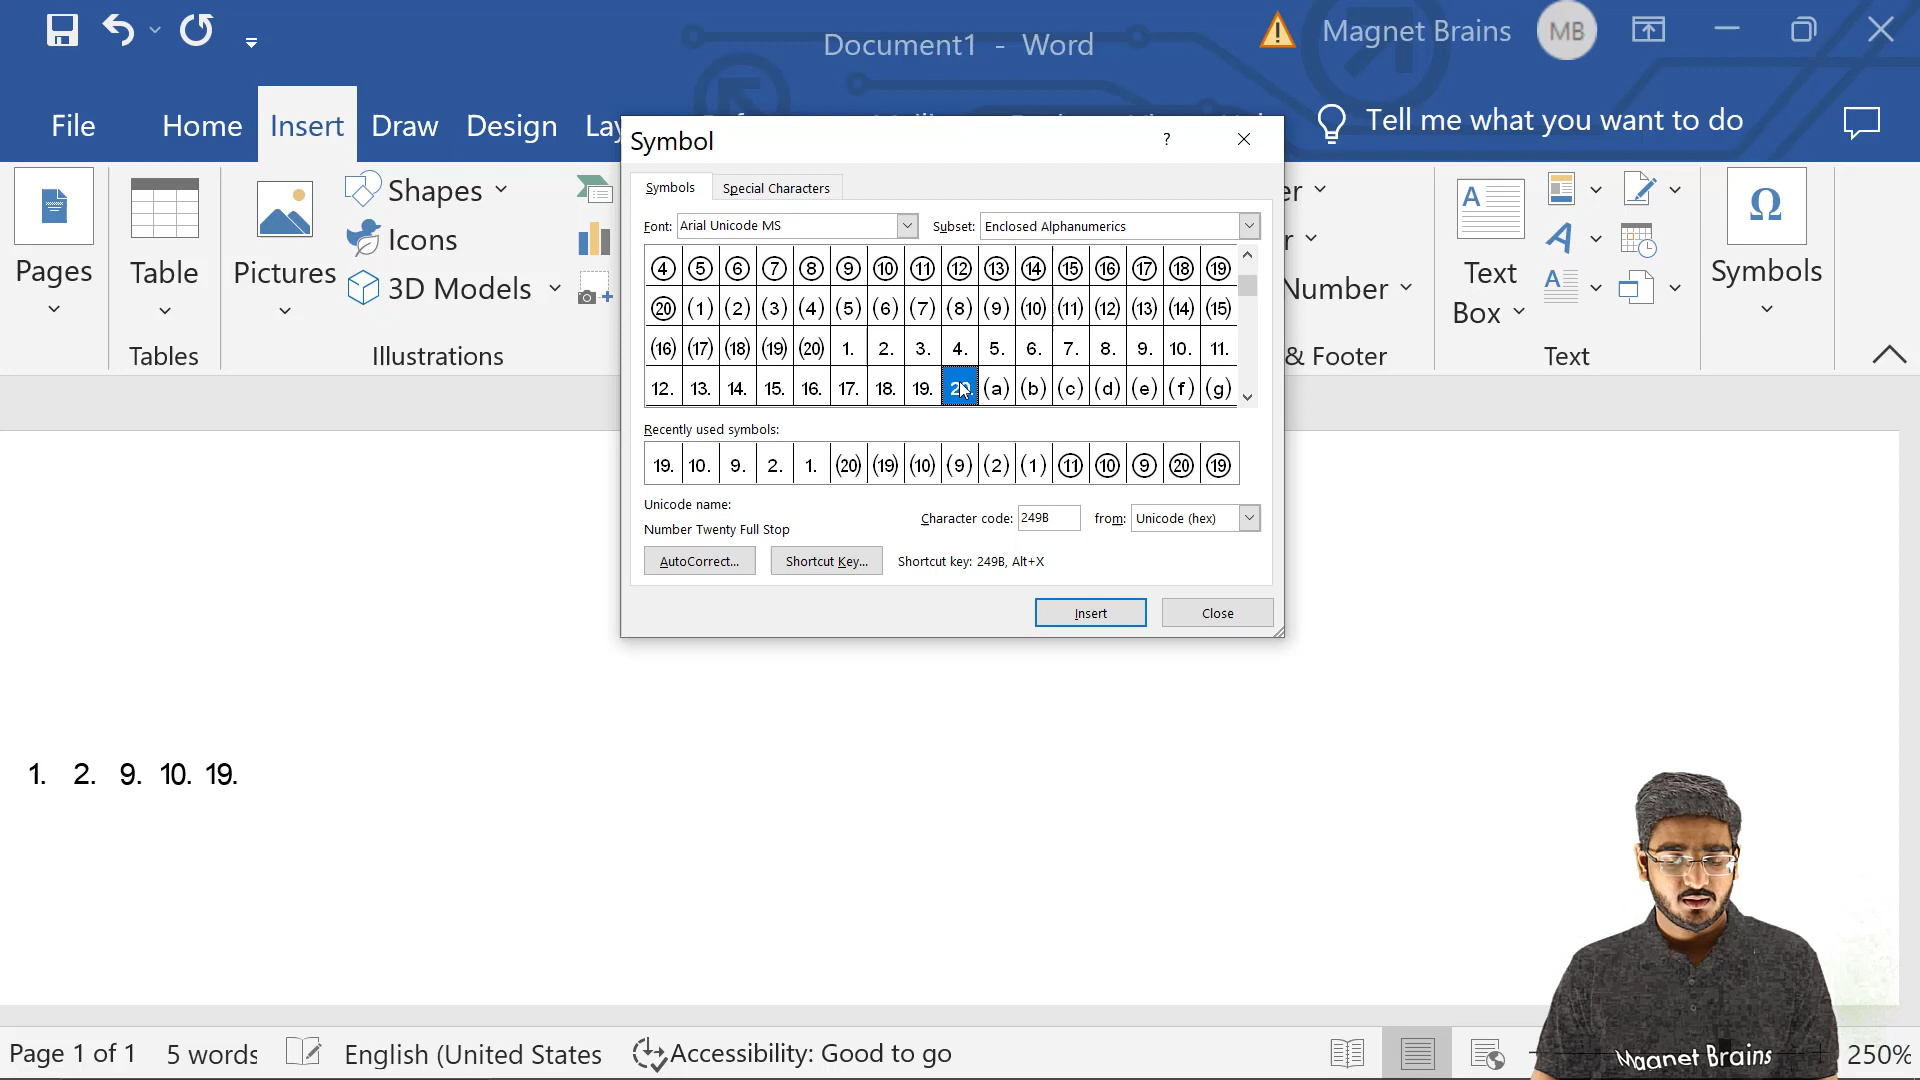 Document1 - Word
Magnet Brains
MB
File Home Insert Draw Design
Tell me what you want to do
Symbol
?
Symbols
Special Characters
Font: Arial Unicode MS
Subset: Enclosed Alphanumerics
④ ⑤ ⑥ ⑦ ⑧ ⑨ ⑩ ⑪ ⑫ ⑬ ⑭ ⑮ ⑯ ⑰ ⑱ ⑲
⑳ ⑴ ⑵ ⑶ ⑷ ⑸ ⑹ ⑺ ⑻ ⑼ ⑽ ⑾ ⑿ ⒀ ⒁ ⒂
⒃ ⒄ ⒅ ⒆ ⒇ ⒈ ⒉ ⒊ ⒋ ⒌ ⒍ ⒎ ⒏ ⒐ ⒑ ⒒
⒓ ⒔ ⒕ ⒖ ⒗ ⒘ ⒙ ⒚ ⒛ ⒜ ⒝ ⒞ ⒟ ⒠ ⒡ ⒢
Recently used symbols:
⒚ ⒑ ⒐ ⒉ ⒈ ⒇ ⒆ ⑽ ⑼ ⑵ ⑴ ⑪ ⑩ ⑨ ⑳ ⑲
Unicode name:
Number Twenty Full Stop
Character code: 249B from: Unicode (hex)
AutoCorrect...
Shortcut Key...
Shortcut key: 249B, Alt+X
Insert
Close
Pages
Table
Tables
Pictures
Shapes
Icons
3D Models
Illustrations
Number
& Footer
Text
Box
A
A
A
Text
Ω
Symbols
⒈ ⒉ ⒐ ⒑ ⒚
Page 1 of 1
5 words
English (United States
Accessibility: Good to go
250%
Magnet Brains